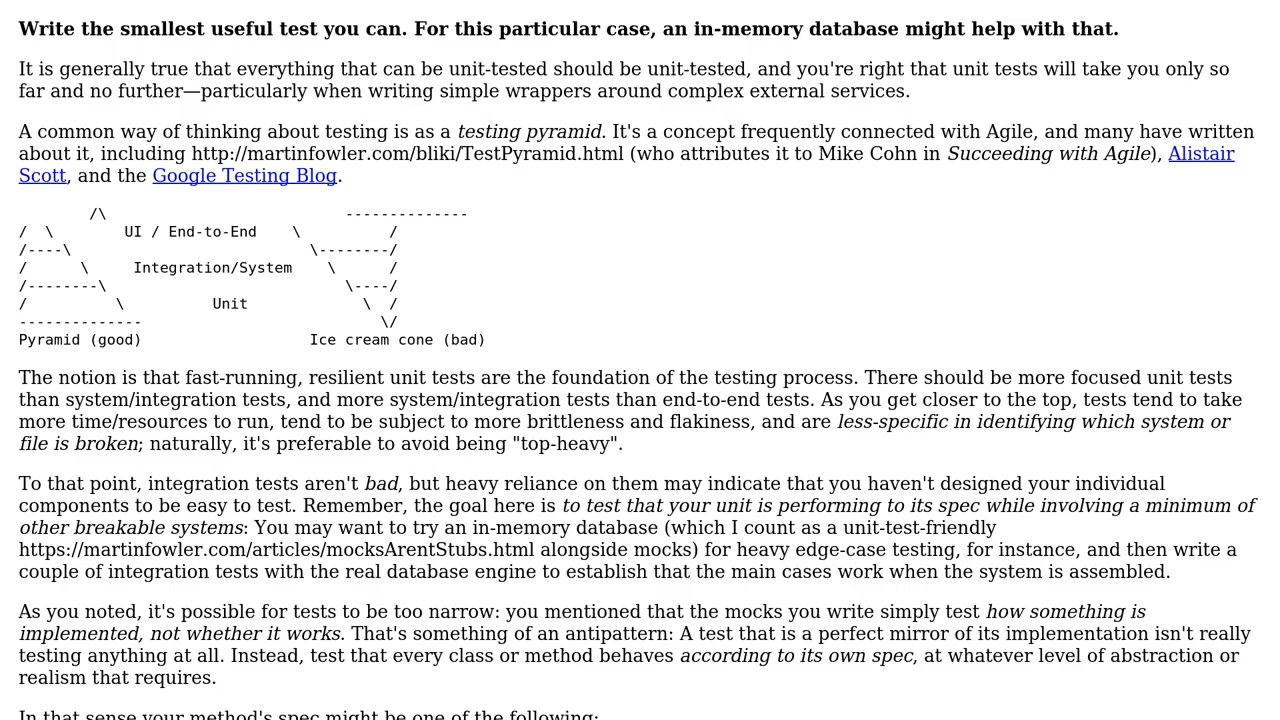 Write the smallest useful test you can. For this particular case, an in-memory database might help with that.
It is generally true that everything that can be unit-tested should be unit-tested, and you're right that unit tests will take you only so
far and no further—particularly when writing simple wrappers around complex external services.
A common way of thinking about testing is as a testing pyramid. It's a concept frequently connected with Agile, and many have written
about it, including http://martinfowler.com/bliki/TestPyramid.html (who attributes it to Mike Cohn in Succeeding with Agile), Alistair
Scott, and the Google Testing Blog.
        /\                           --------------
/  \        UI / End-to-End    \          /
/----\                           \--------/
/      \     Integration/System    \      /
/--------\                           \----/
/          \          Unit             \  /
--------------                           \/
Pyramid (good)                   Ice cream cone (bad)
The notion is that fast-running, resilient unit tests are the foundation of the testing process. There should be more focused unit tests
than system/integration tests, and more system/integration tests than end-to-end tests. As you get closer to the top, tests tend to take
more time/resources to run, tend to be subject to more brittleness and flakiness, and are less-specific in identifying which system or
file is broken; naturally, it's preferable to avoid being "top-heavy".
To that point, integration tests aren't bad, but heavy reliance on them may indicate that you haven't designed your individual
components to be easy to test. Remember, the goal here is to test that your unit is performing to its spec while involving a minimum of
other breakable systems: You may want to try an in-memory database (which I count as a unit-test-friendly
https://martinfowler.com/articles/mocksArentStubs.html alongside mocks) for heavy edge-case testing, for instance, and then write a
couple of integration tests with the real database engine to establish that the main cases work when the system is assembled.
As you noted, it's possible for tests to be too narrow: you mentioned that the mocks you write simply test how something is
implemented, not whether it works. That's something of an antipattern: A test that is a perfect mirror of its implementation isn't really
testing anything at all. Instead, test that every class or method behaves according to its own spec, at whatever level of abstraction or
realism that requires.
In that sense your method's spec might be one of the following: